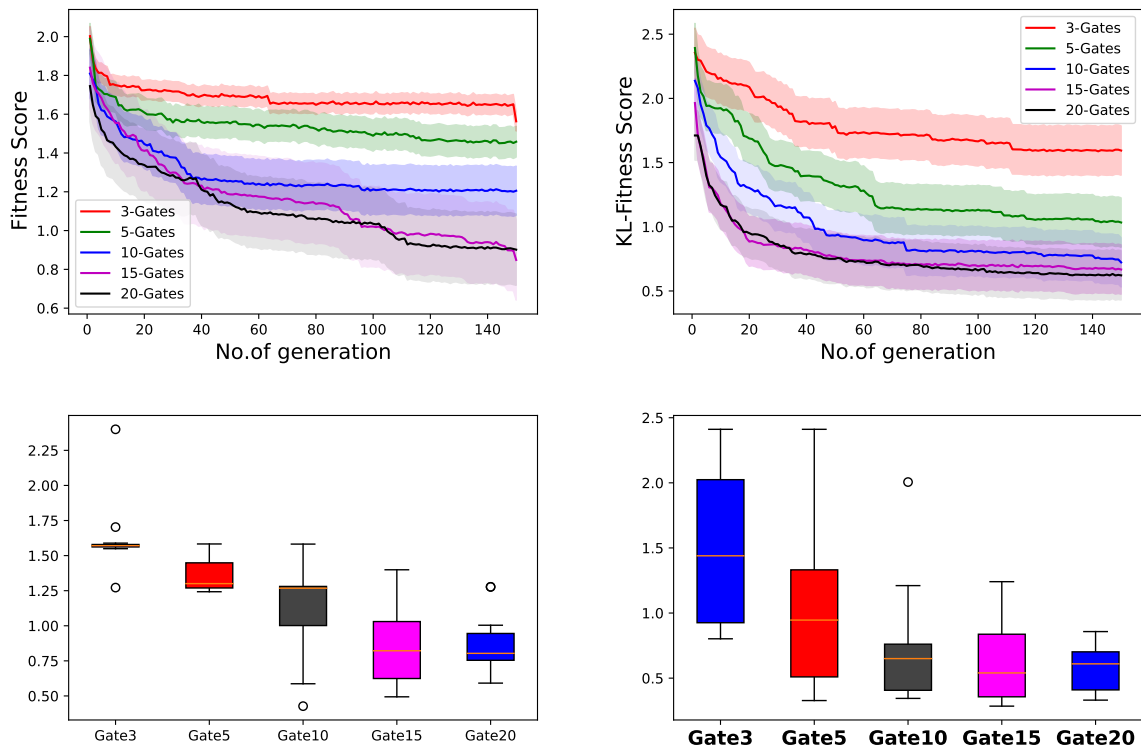 Fitness Score
2.0
1.8
1.6
1.4
1.2
1.0
0.8
0.6
3-Gates
5-Gates
10-Gates
15-Gates
20-Gates
0 20 40 60 80 100 120 140
No.of generation
KL-Fitness Score
2.5
2.0
1.5
1.0
0.5
3-Gates
5-Gates
10-Gates
15-Gates
20-Gates
0 20 40 60 80 100 120 140
No.of generation
2.25
2.00
1.75
1.50
1.25
1.00
0.75
0.50
Gate3 Gate5 Gate10 Gate15 Gate20
2.5
2.0
1.5
1.0
0.5
Gate3 Gate5 Gate10 Gate15 Gate20